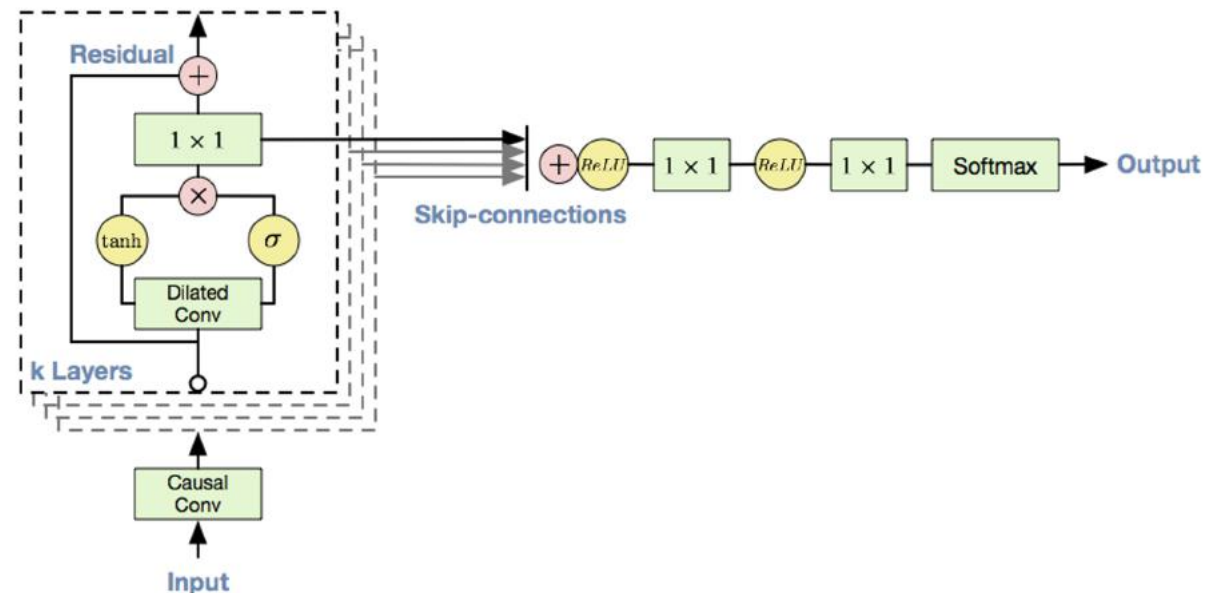 Residual
+
1 × 1
×
tanh
σ
Dilated
Conv
k Layers
Causal
Conv
Input
Skip-connections
+
ReLU
1 × 1
ReLU
1 × 1
Softmax
Output